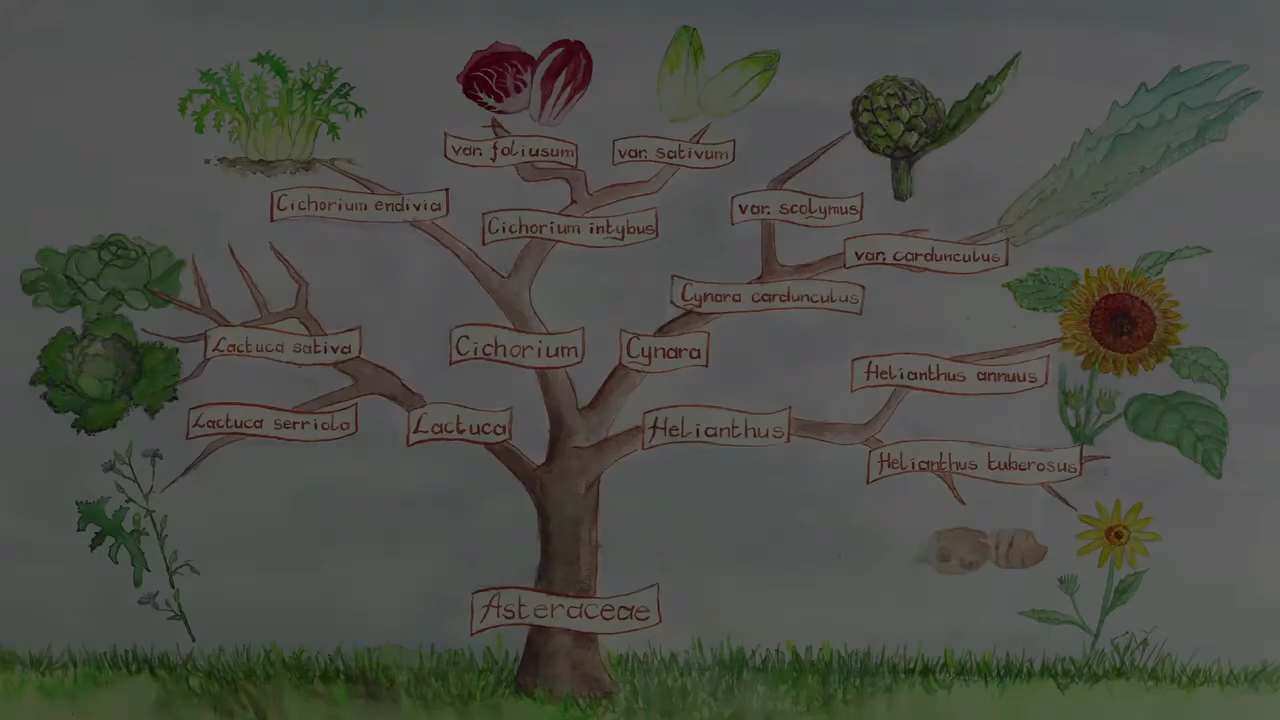 var. foliusum
var. sativum
Cichorium endivia
Cichorium intybus
var. scolymus
var. cardunculus
Cynara cardunculus
Lactuca sativa
Cichorium
Cynara
Helianthus annuus
Lactuca serriola
Lactuca
Helianthus
Helianthus tuberosus
Asteraceae